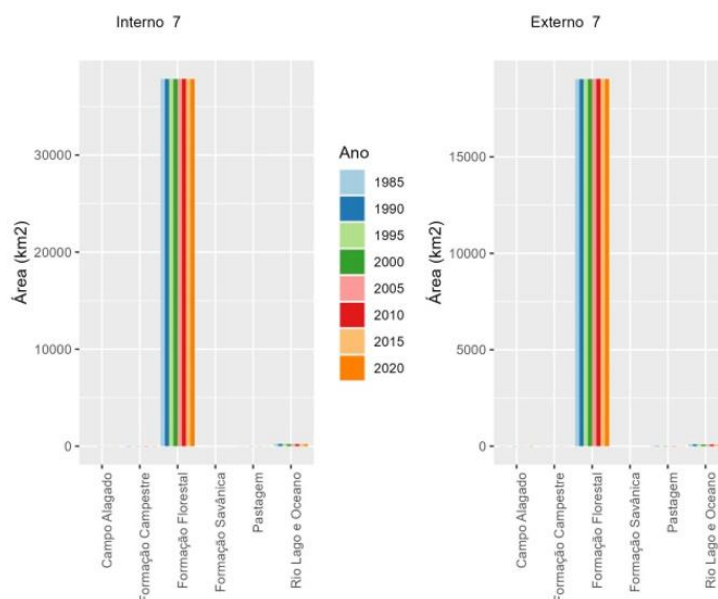 Interno 7
Externo 7
Área (km2)
30000
20000
10000
0
Campo Alagado
Formação Campestre
Formação Florestal
Formação Savânica
Pastagem
Rio Lago e Oceano
Ano
1985
1990
1995
2000
2005
2010
2015
2020
Área (km2)
15000
10000
5000
0
Campo Alagado
Formação Campestre
Formação Florestal
Formação Savânica
Pastagem
Rio Lago e Oceano